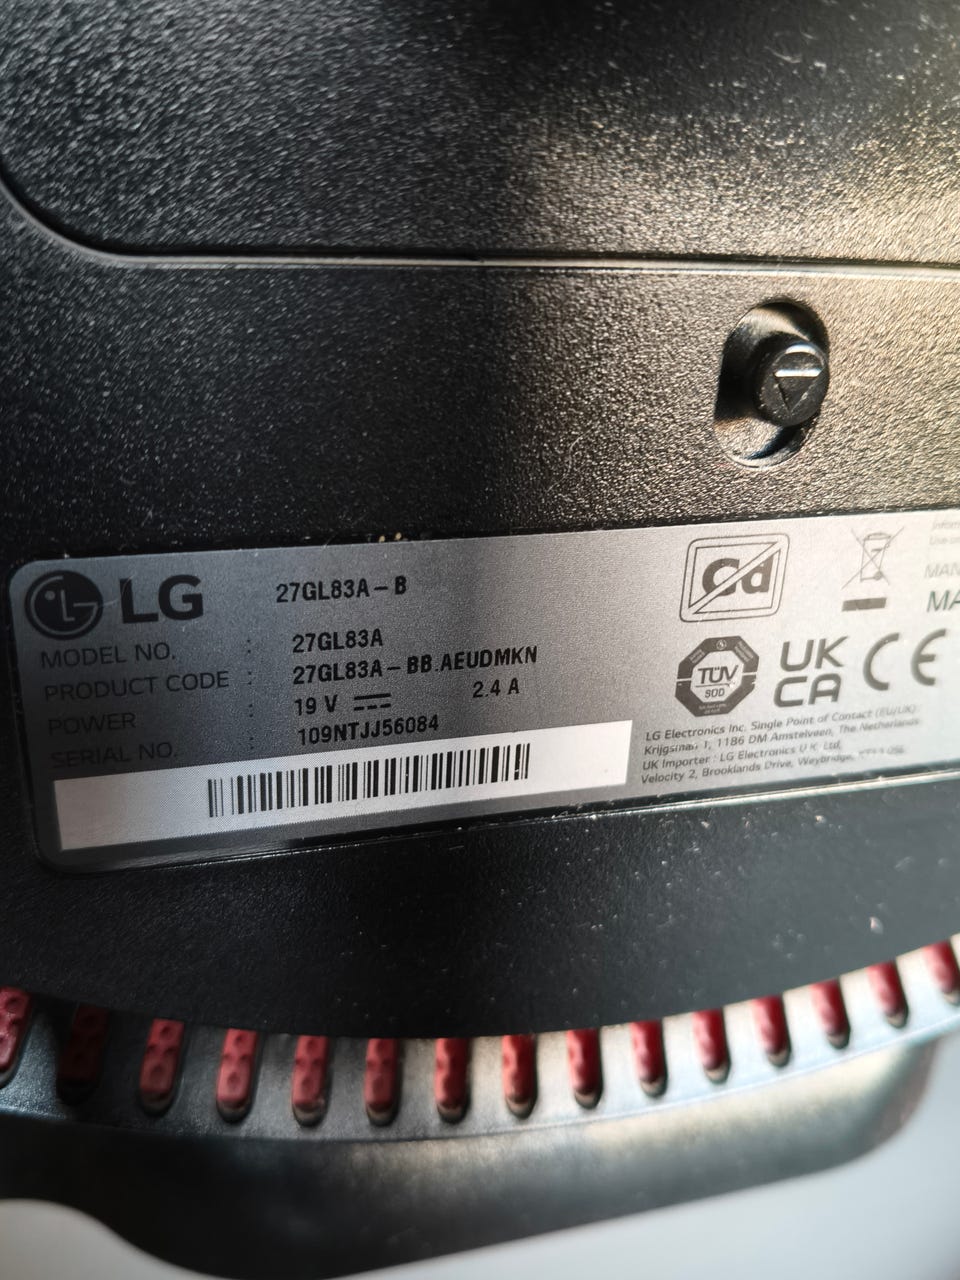 LG 27GL83A-B
MODEL NO. : 27GL83A
PRODUCT CODE : 27GL83A-BB.AEUDMKN
POWER : 19 V 2.4 A
SERIAL NO. : 109NTJJ56084
Cd
TÜV
SÜD
UK
CA
CE
LG Electronics Inc. Single Point of Contact (EU/UK) :
Krijgsman 1, 1186 DM Amstelveen, The Netherlands
UK Importer : LG Electronics U.K. Ltd,
Velocity 2, Brooklands Drive, Weybridge,